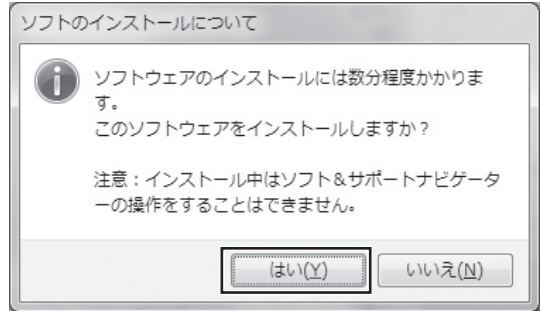 ソフトのインストールについて
ソフトウェアのインストールには数分程度かかりま
す。
このソフトウェアをインストールしますか？
注意：インストール中はソフト&サポートナビゲータ
ーの操作をすることはできません。
はい(Y)
いいえ(N)